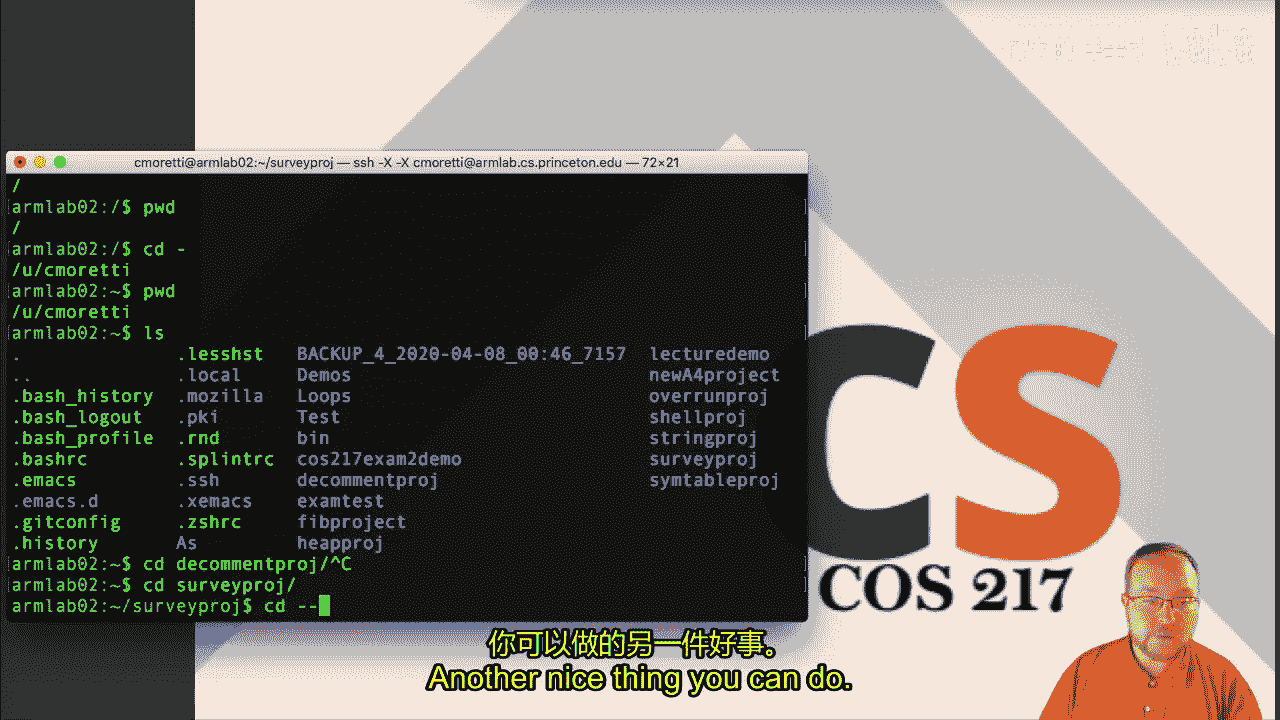 cmoretti@armlab02:~/surveyproj — ssh -X -X cmoretti@armlab.cs.princeton.edu — 72×21
/
armlab02:/$ pwd
/
armlab02:/$ cd -
/u/cmoretti
armlab02:~$ pwd
/u/cmoretti
armlab02:~$ ls
. .lesshst BACKUP_4_2020-04-08_00:46_7157 lecturedemo
.. .local Demos newA4project
.bash_history .mozilla Loops overrunproj
.bash_logout .pki Test shellproj
.bash_profile .rnd bin stringproj
.bashrc .splintrc cos217exam2demo surveyproj
.emacs .ssh decommentproj symtableproj
.emacs.d .xemacs examtest
.gitconfig .zshrc fibproject
.history As heapproj
armlab02:~$ cd decommentproj/^C
armlab02:~$ cd surveyproj/
armlab02:~/surveyproj$ cd --
CS
COS 217
你可以做的另一件好事。
Another nice thing you can do.